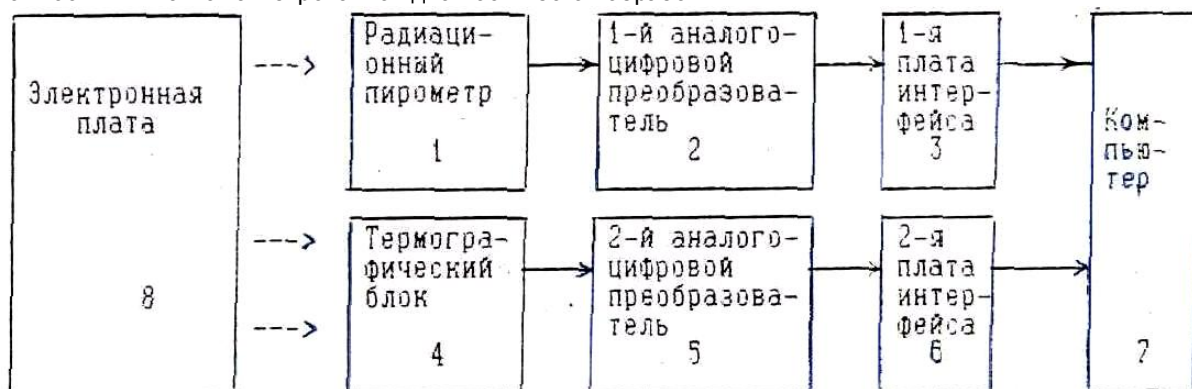 Электронная
плата
8
Радиаци-
онный
пирометр
1
1-й аналого-
цифровой
преобразова-
тель
2
1-я
плата
интер-
фейса
3
Термогра-
фический
блок
4
2-й аналого-
цифровой
преобразова-
тель
5
2-я
плата
интер-
фейса
6
Ком-
пью-
тер
7